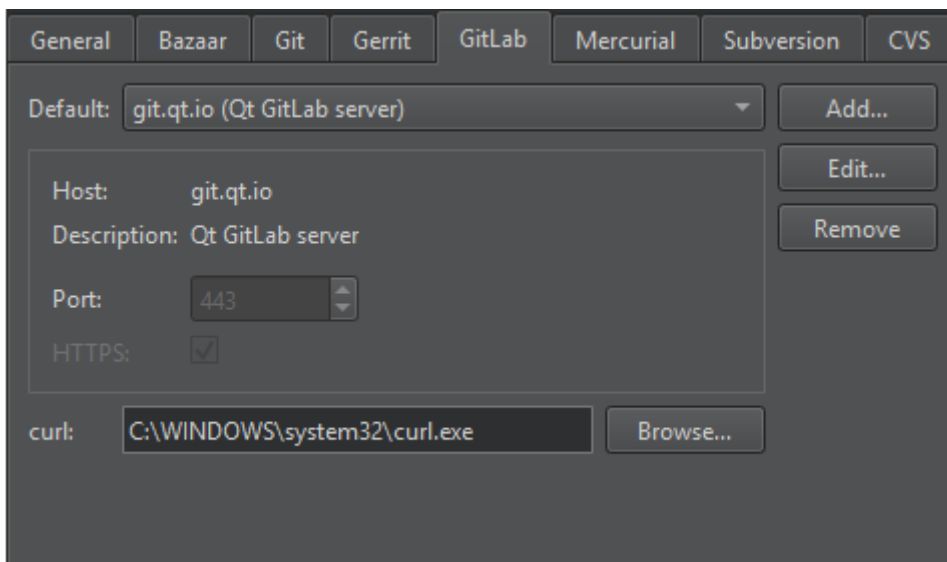 General Bazaar Git Gerrit GitLab Mercurial Subversion CVS
Default: git.qt.io (Qt GitLab server) Add...
Edit...
Host: git.qt.io
Remove
Description: Qt GitLab server
Port: 443
HTTPS:
curl: C:\WINDOWS\system32\curl.exe Browse...